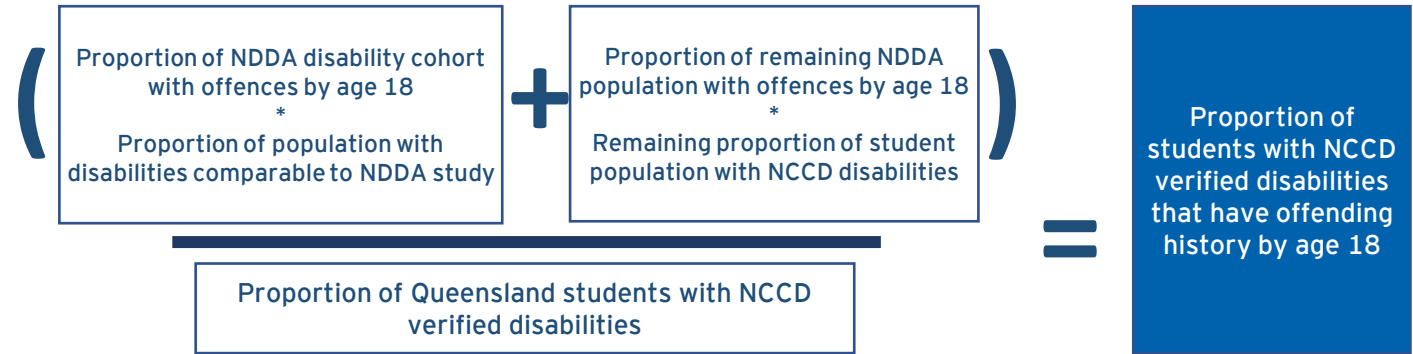 (
Proportion of NDDA disability cohort
with offences by age 18
*
Proportion of population with
disabilities comparable to NDDA study
+
Proportion of remaining NDDA
population with offences by age 18
*
Remaining proportion of student
population with NCCD disabilities
)
Proportion of Queensland students with NCCD
verified disabilities
=
Proportion of
students with NCCD
verified disabilities
that have offending
history by age 18